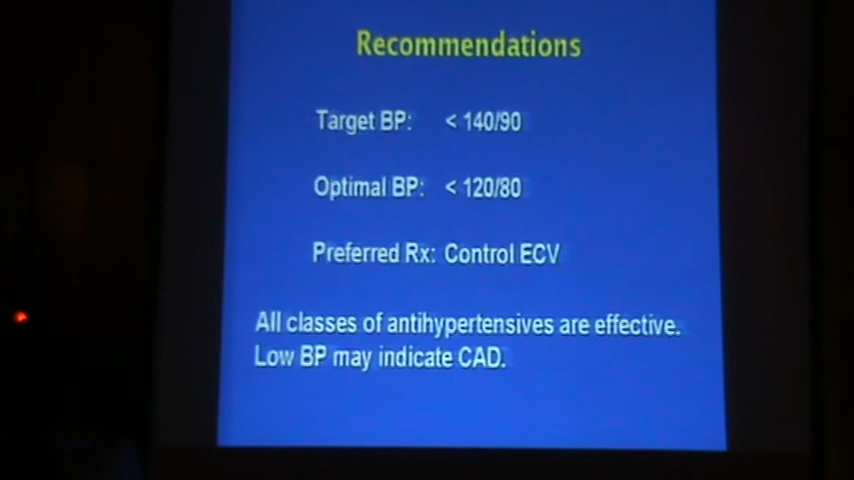 Recommendations
Target BP: < 140/90
Optimal BP: < 120/80
Preferred Rx: Control ECV
All classes of antihypertensives are effective.
Low BP may indicate CAD.